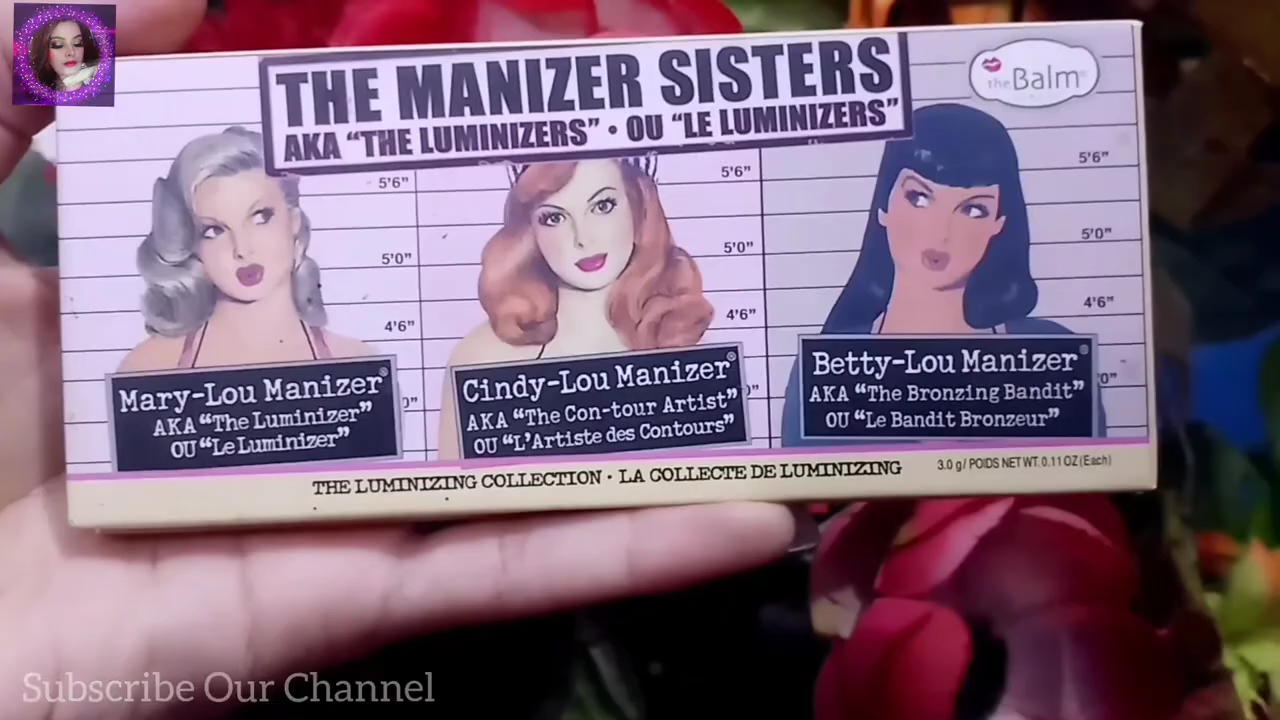 THE MANIZER SISTERS
AKA “THE LUMINIZERS” • OU “LE LUMINIZERS”
theBalm®
5'6”
5'0”
4'6”
5'6”
5'0”
4'6”
5'6”
5'0”
4'6”
Mary-Lou Manizer®
AKA “The Luminizer”
OU “Le Luminizer”
Cindy-Lou Manizer®
AKA “The Con-tour Artist”
OU “L'Artiste des Contours”
Betty-Lou Manizer®
AKA “The Bronzing Bandit”
OU “Le Bandit Bronzeur”
THE LUMINIZING COLLECTION • LA COLLECTE DE LUMINIZING
3.0 g/ POIDS NET WT. 0.11 OZ (Each)
Subscribe Our Channel